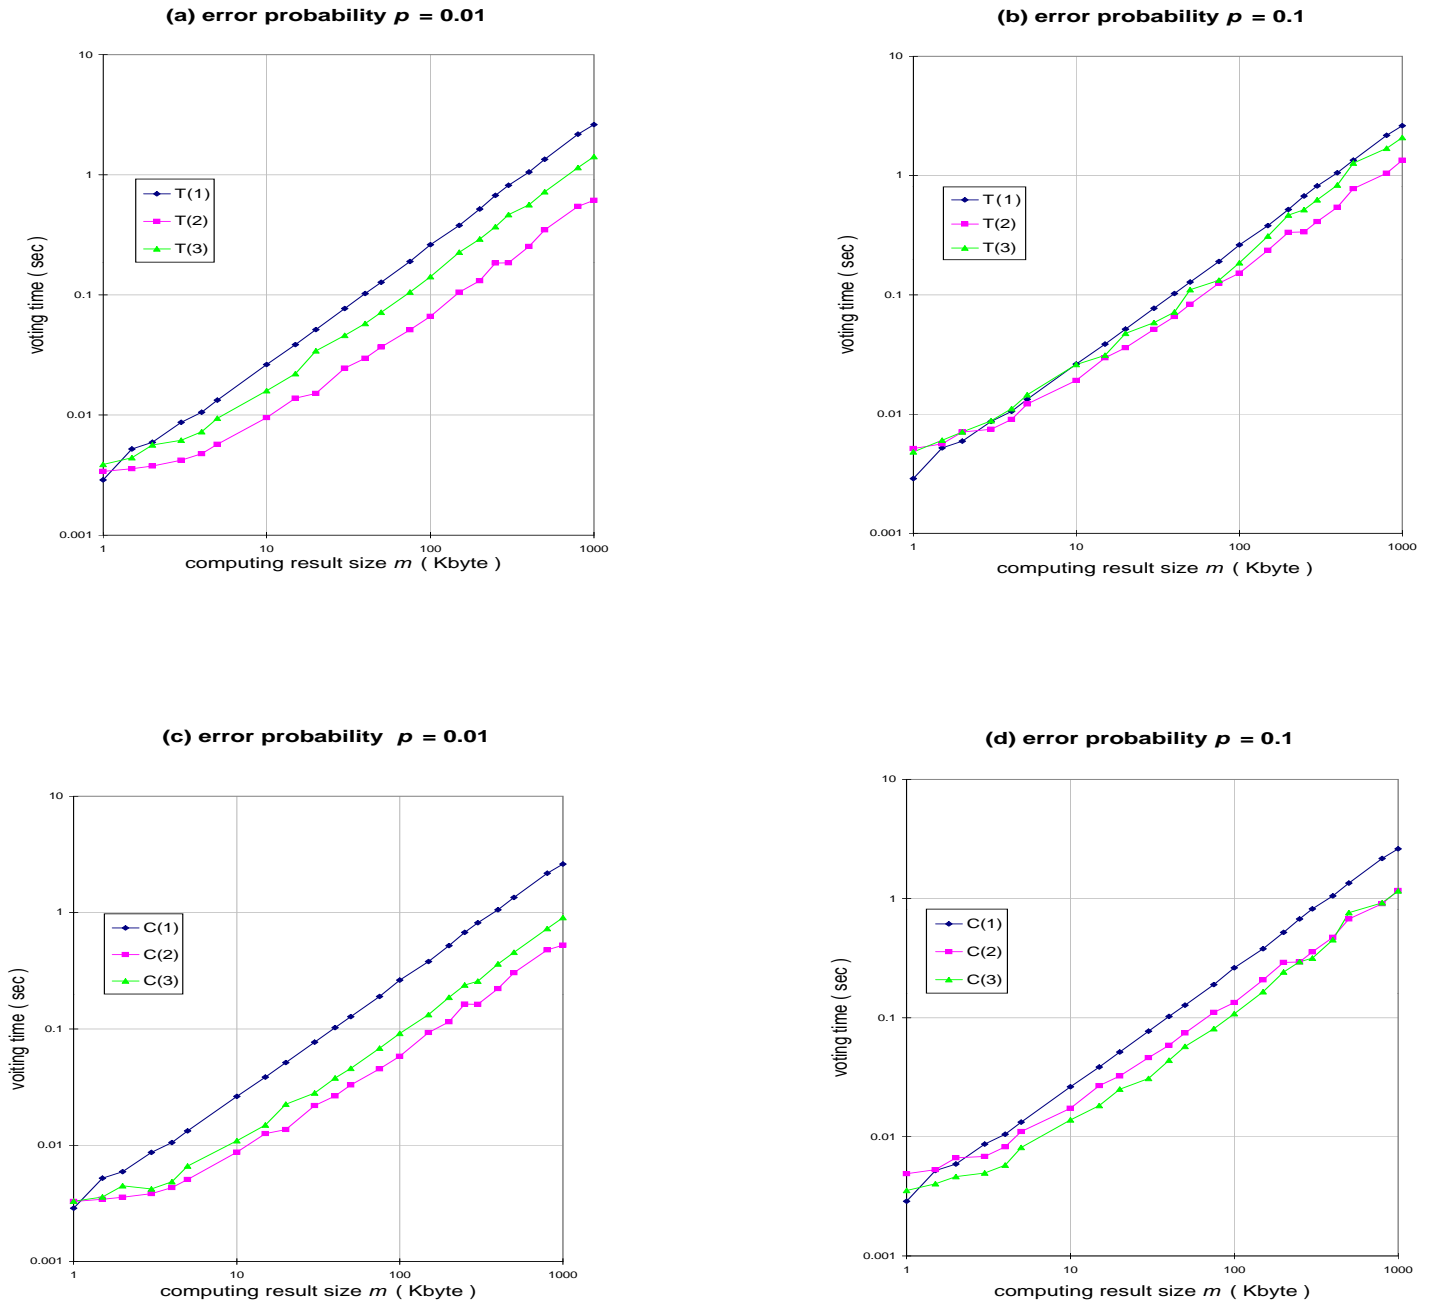 (a) error probability p = 0.01
10
1
0.1
0.01
0.001
voting time ( sec )
T(1)
T(2)
T(3)
1 10 100 1000
computing result size m ( Kbyte )
(b) error probability p = 0.1
10
1
0.1
0.01
0.001
voting time ( sec )
T(1)
T(2)
T(3)
1 10 100 1000
computing result size m ( Kbyte )
(c) error probability p = 0.01
10
1
0.1
0.01
0.001
voiting time ( sec )
C(1)
C(2)
C(3)
1 10 100 1000
computing result size m ( Kbyte )
(d) error probability p = 0.1
10
1
0.1
0.01
0.001
voting time ( sec )
C(1)
C(2)
C(3)
1 10 100 1000
computing result size m ( Kbyte )